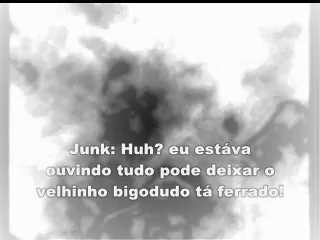 Junk: Huh? eu estáva
ouvindo tudo pode deixar o
velhinho bigodudo tá ferrado!